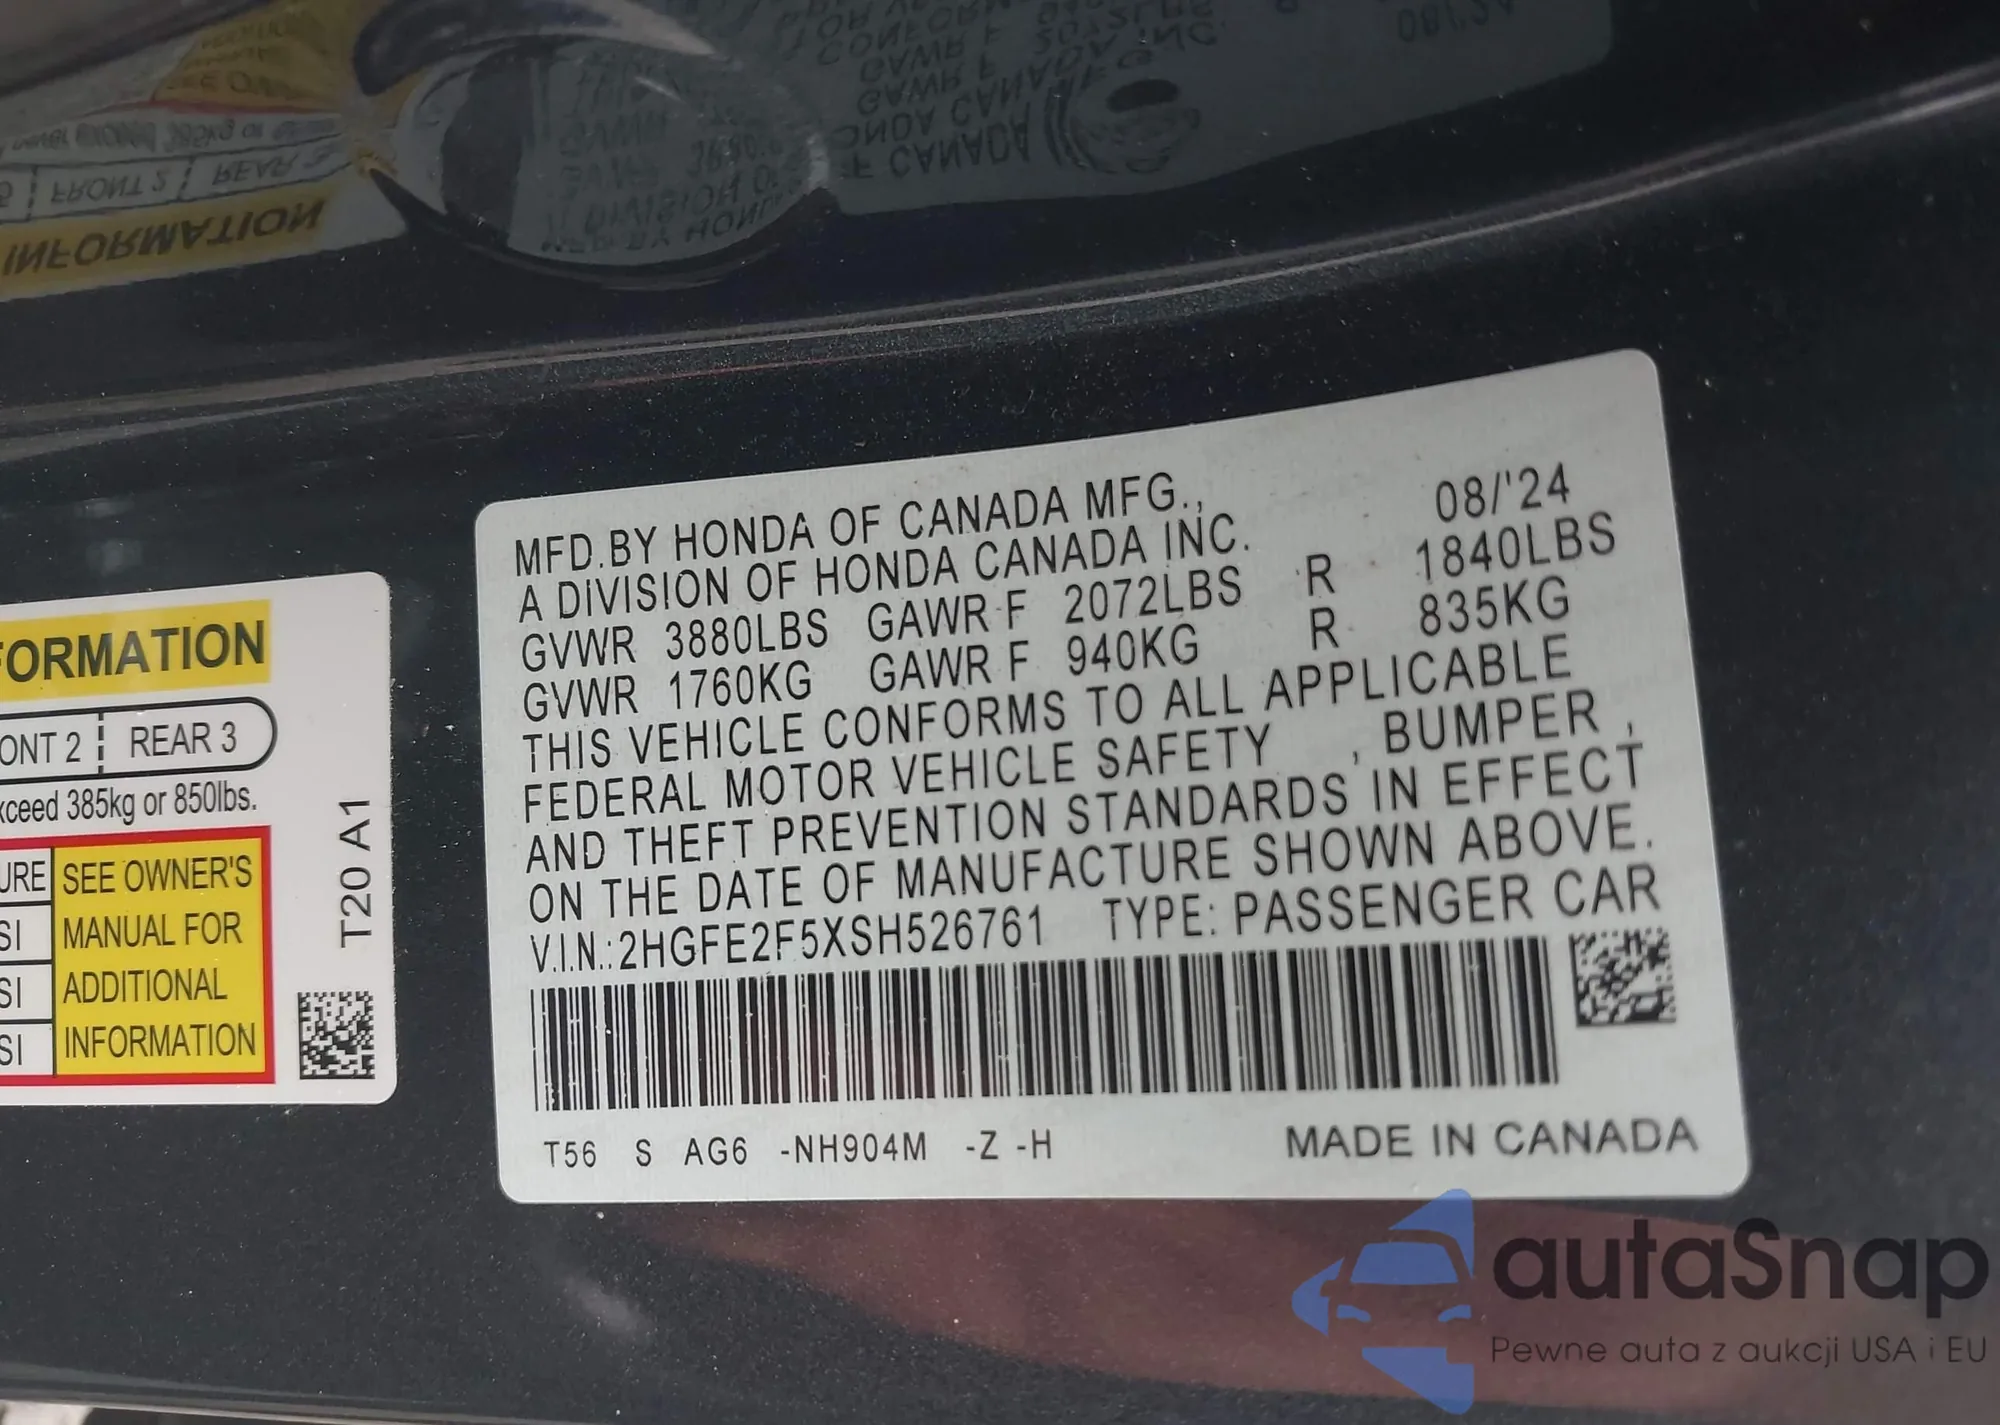 MFD.BY HONDA OF CANADA MFG.,
08/'24
A DIVISION OF HONDA CANADA INC.
GVWR 3880LBS GAWR F 2072LBS R 1840LBS
GVWR 1760KG GAWR F 940KG R 835KG
THIS VEHICLE CONFORMS TO ALL APPLICABLE
FEDERAL MOTOR VEHICLE SAFETY , BUMPER ,
AND THEFT PREVENTION STANDARDS IN EFFECT
ON THE DATE OF MANUFACTURE SHOWN ABOVE.
V.I.N.:2HGFE2F5XSH526761 TYPE: PASSENGER CAR
T56 S AG6 -NH904M -Z -H
MADE IN CANADA
REAR 3
385kg or 850lbs.
SEE OWNER'S
MANUAL FOR
ADDITIONAL
INFORMATION
T20 A1
INFORMATION
FRONT 2
autaSnap
Pewne auta z aukcji USA i EU